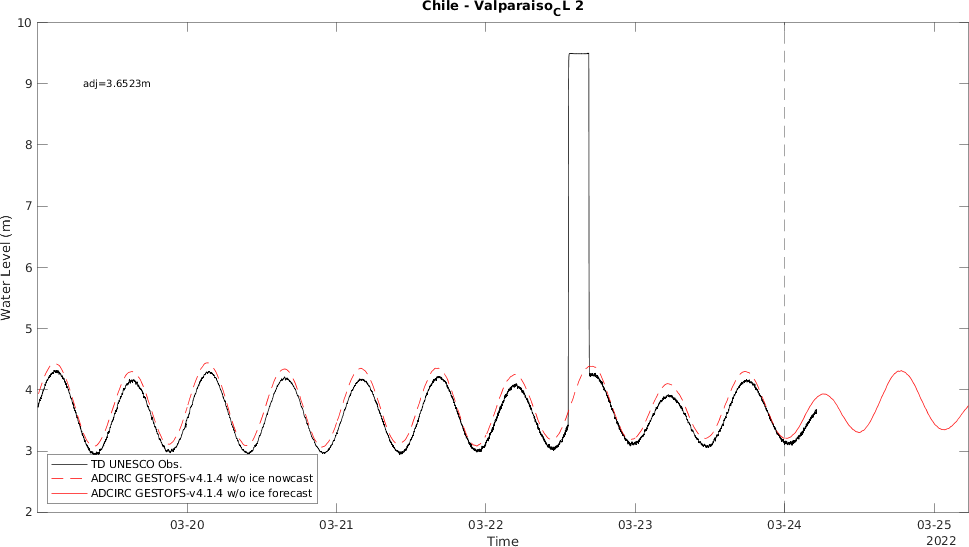 Chile - Valparaiso_CL 2
10
9
8
7
6
5
4
3
2
Water Level (m)
adj=3.6523m
TD UNESCO Obs.
ADCIRC GESTOFS-v4.1.4 w/o ice nowcast
ADCIRC GESTOFS-v4.1.4 w/o ice forecast
03-20 03-21 03-22 03-23 03-24 03-25
Time
2022